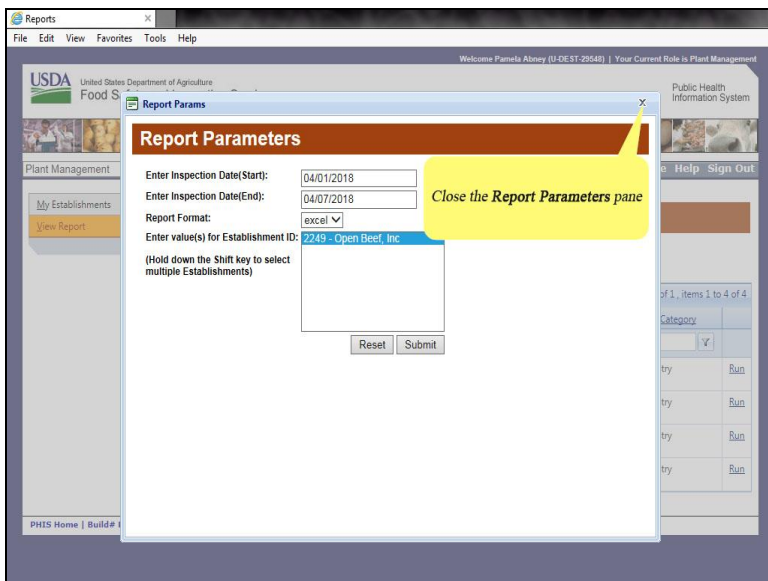 Reports
X
File Edit View Favorites Tools Help
Welcome Pamela Abney (U-DEST-29548) | Your Current Role is Plant Management
USDA
United States Department of Agriculture
Food S
Public Health
Information System
Report Params
x
Report Parameters
Plant Management
e Help Sign Out
My Establishments
View Report
Enter Inspection Date(Start):
04/01/2018
Enter Inspection Date(End):
04/07/2018
Report Format:
excel
Enter value(s) for Establishment ID:
2249 - Open Beef, Inc
(Hold down the Shift key to select
multiple Establishments)
Reset Submit
Close the Report Parameters pane
of 1, items 1 to 4 of 4
Category
try Run
try Run
try Run
try Run
PHIS Home | Build#